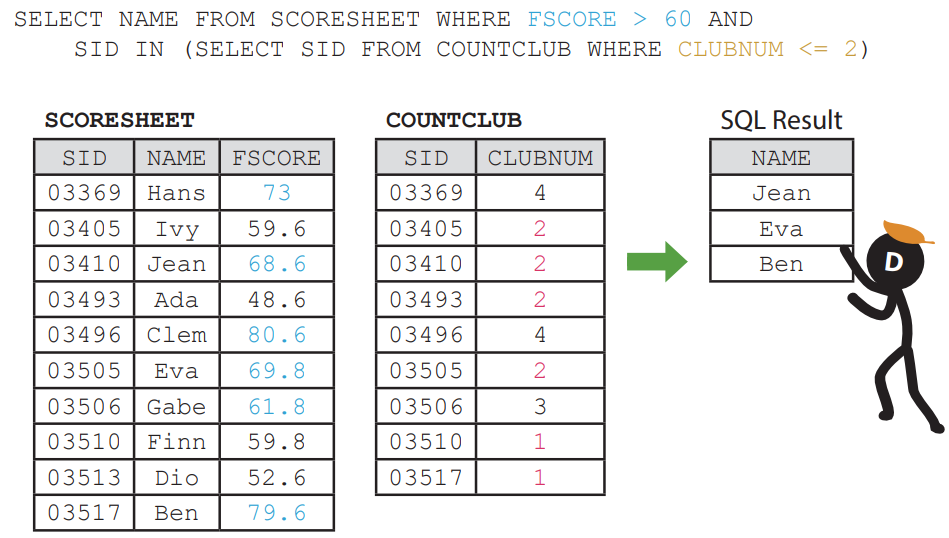 SELECT NAME FROM SCORESHEET WHERE FSCORE > 60 AND
SID IN (SELECT SID FROM COUNTCLUB WHERE CLUBNUM <= 2)
SCORESHEET
SID NAME FSCORE
03369 Hans 73
03405 Ivy 59.6
03410 Jean 68.6
03493 Ada 48.6
03496 Clem 80.6
03505 Eva 69.8
03506 Gabe 61.8
03510 Finn 59.8
03513 Dio 52.6
03517 Ben 79.6
COUNTCLUB
SID CLUBNUM
03369 4
03405 2
03410 2
03493 2
03496 4
03505 2
03506 3
03510 1
03517 1
SQL Result
NAME
Jean
Eva
Ben
D